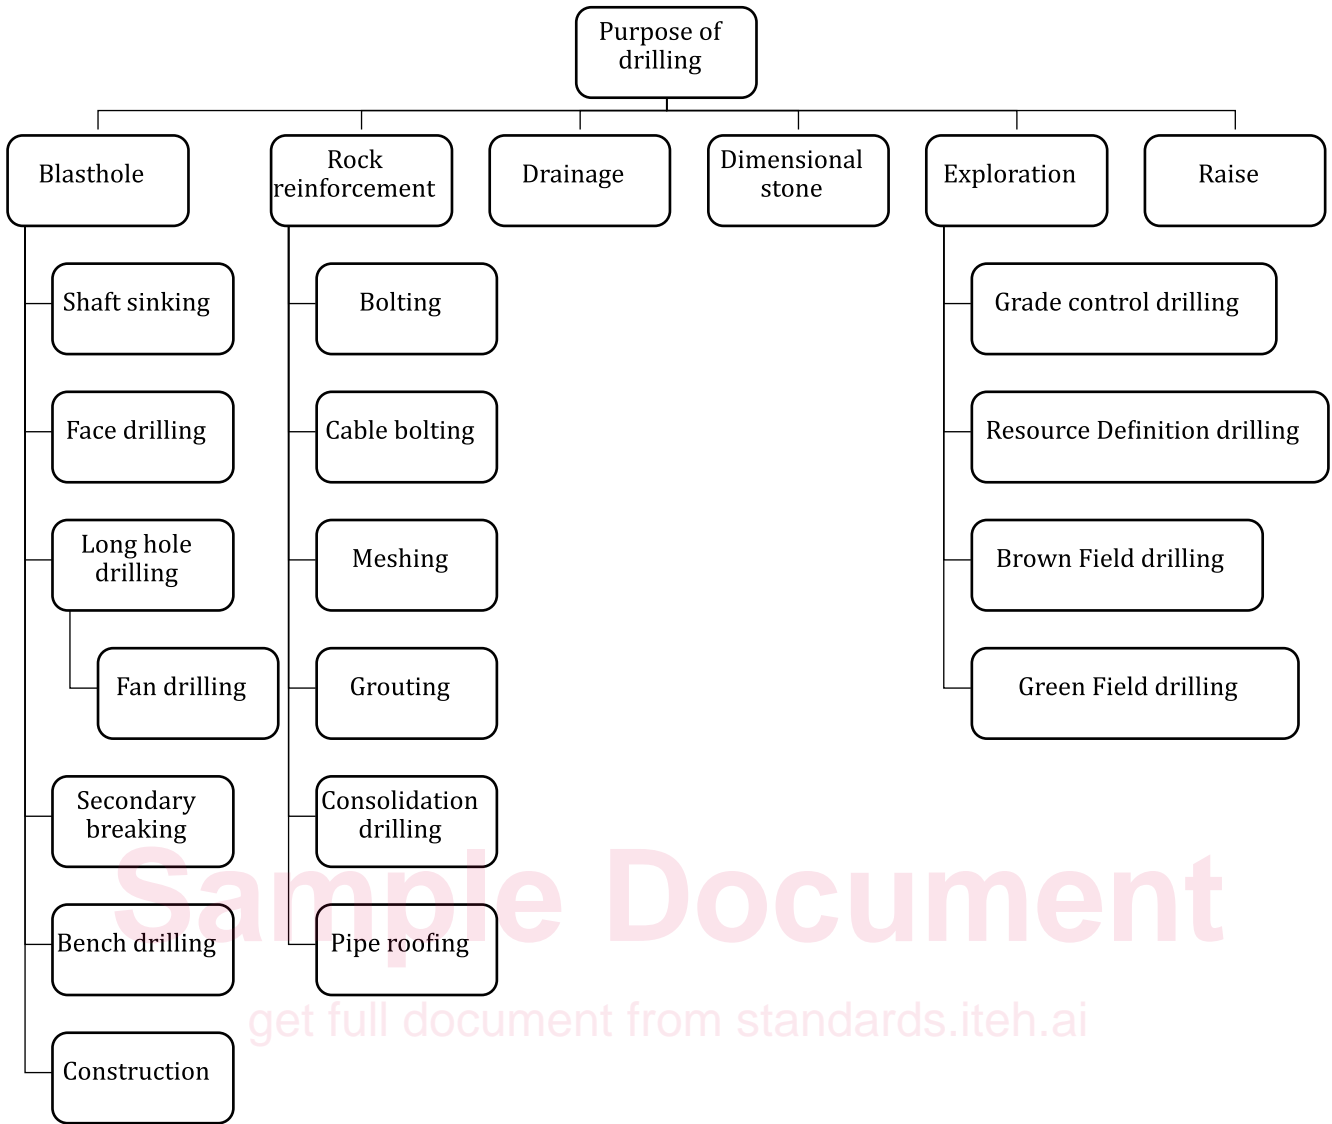 Purpose of
drilling
Blasthole
Rock
reinforcement
Drainage
Dimensional
stone
Exploration
Raise
Shaft sinking
Face drilling
Long hole
drilling
Fan drilling
Secondary
breaking
Bench drilling
Construction
Bolting
Cable bolting
Meshing
Grouting
Consolidation
drilling
Pipe roofing
Grade control drilling
Resource Definition drilling
Brown Field drilling
Green Field drilling
Sample Document
get full document from standards.iteh.ai